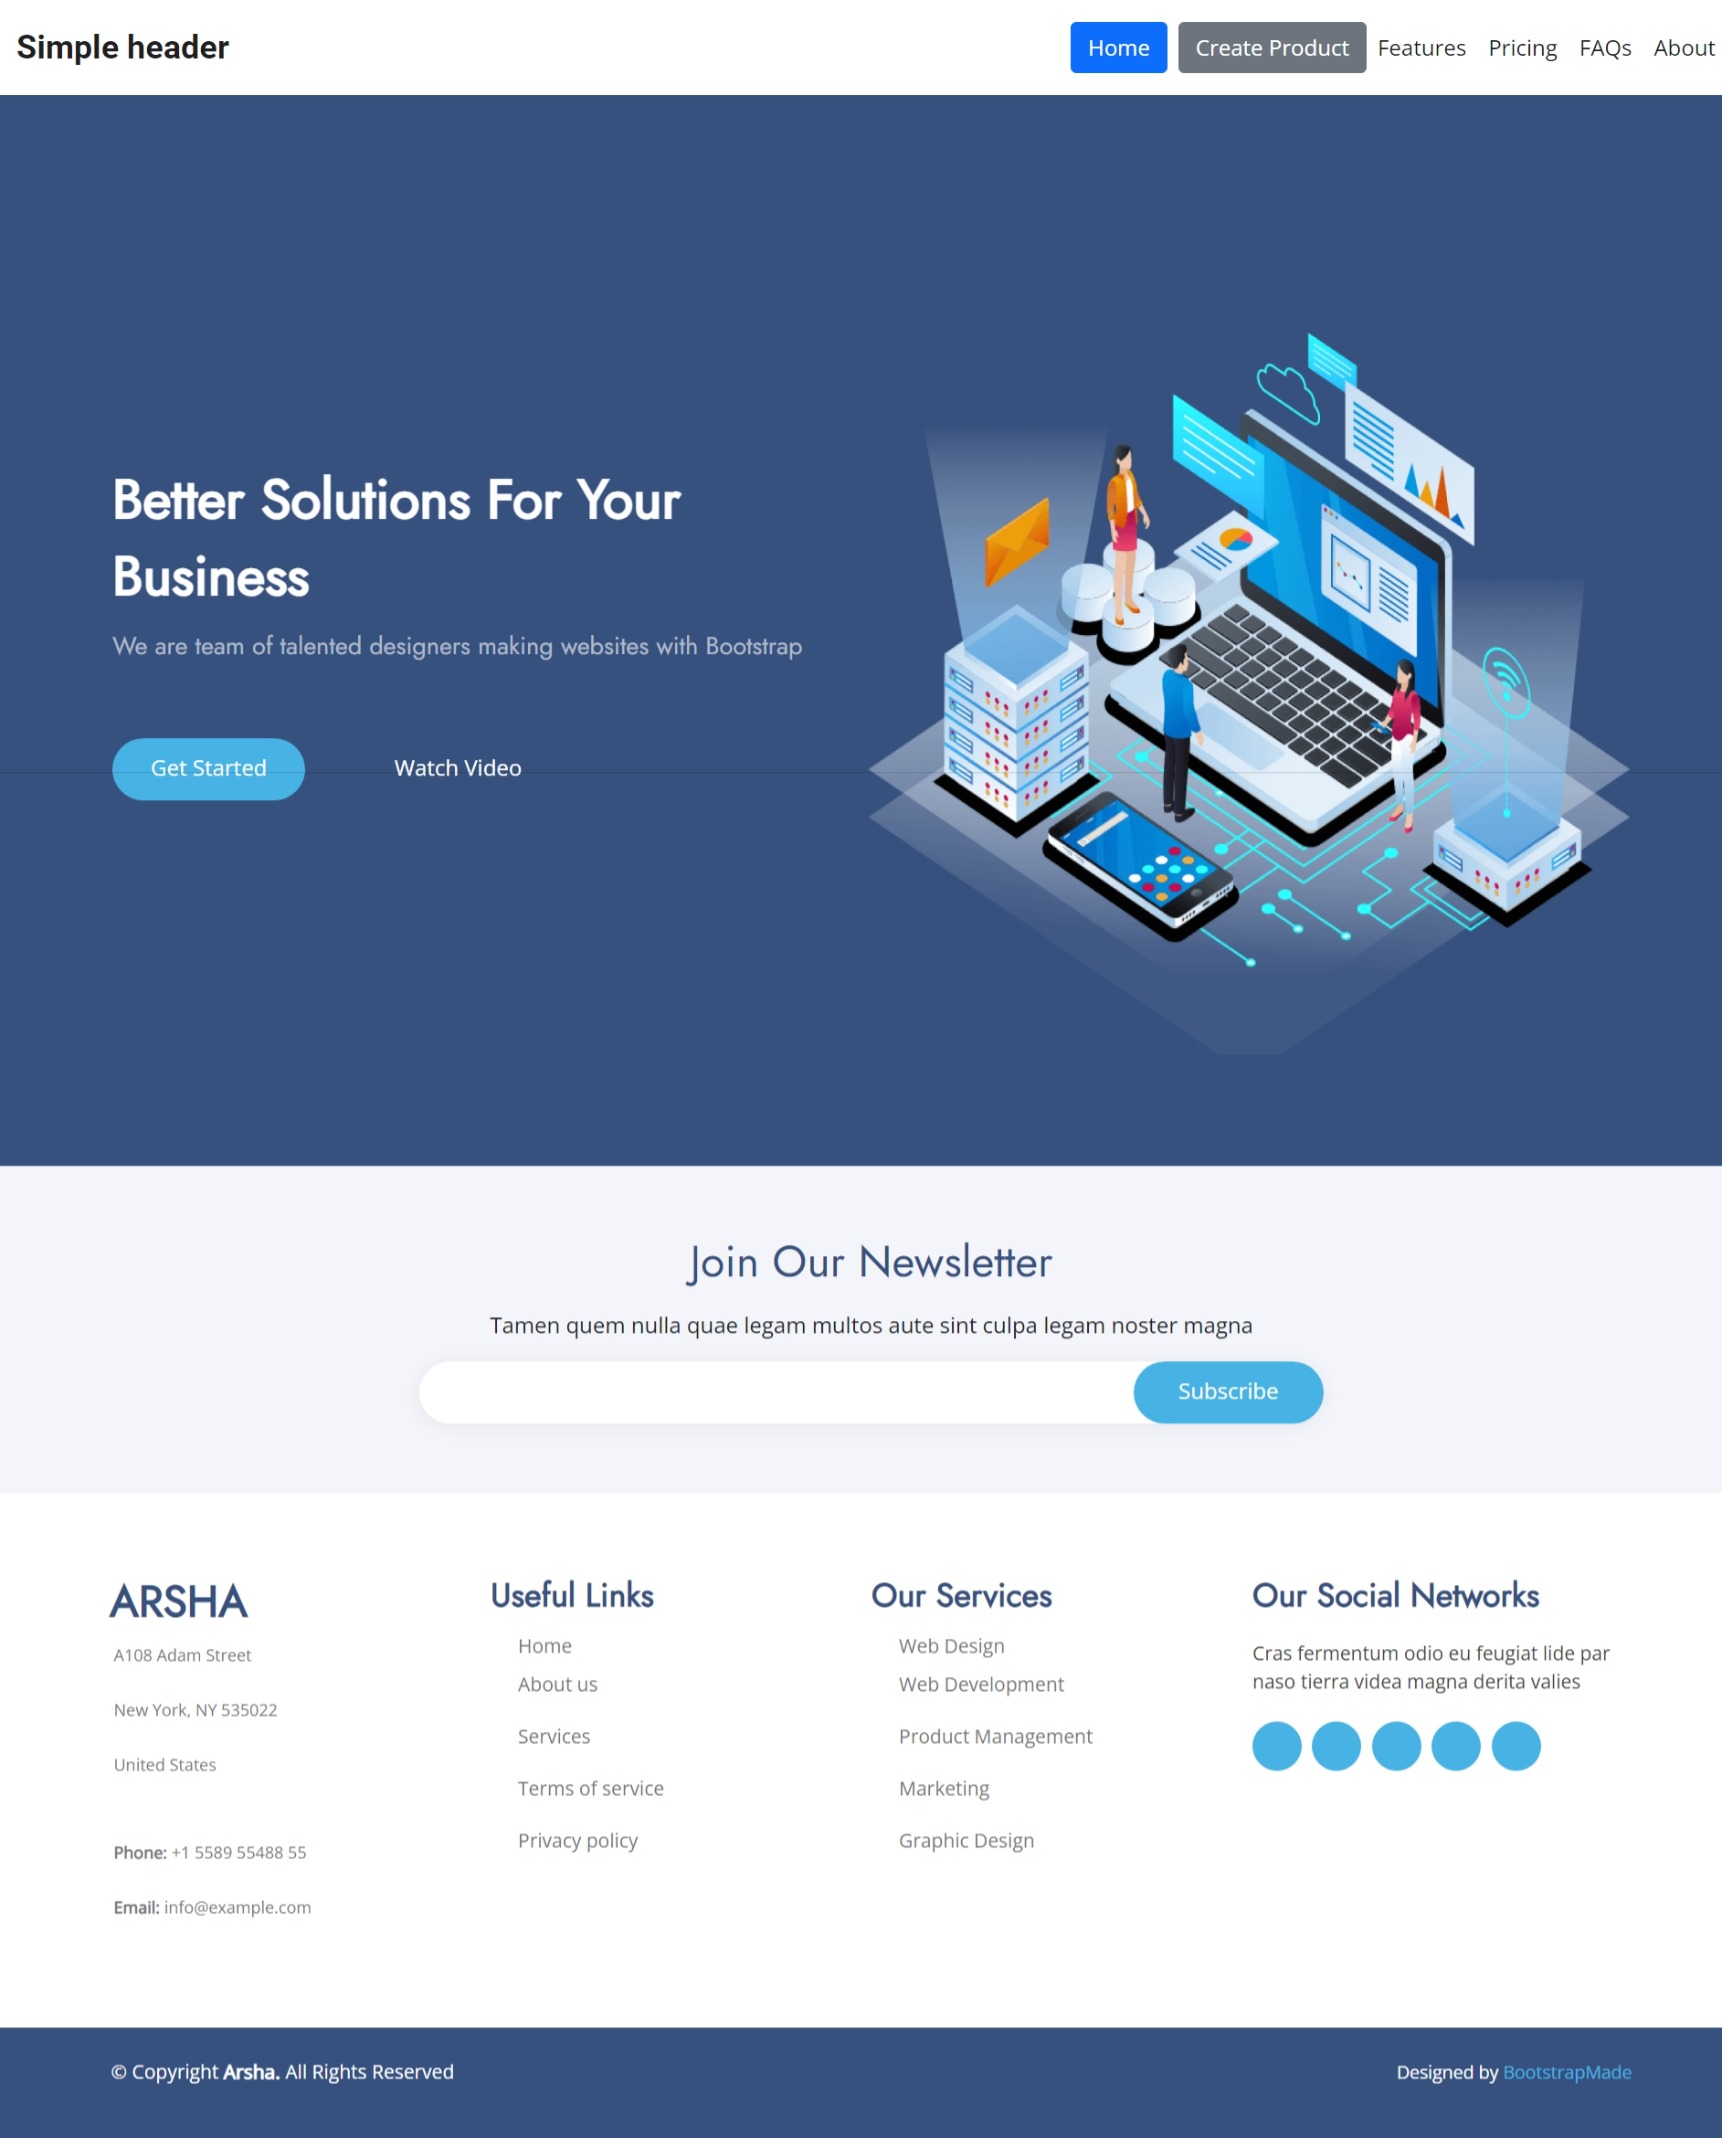 Simple header
Home Create Product Features Pricing FAQs About
Better Solutions For Your
Business
We are team of talented designers making websites with Bootstrap
Get Started Watch Video
Join Our Newsletter
Tamen quem nulla quae legam multos aute sint culpa legam noster magna
Subscribe
ARSHA
A108 Adam Street
New York, NY 535022
United States
Phone: +1 5589 55488 55
Email: info@example.com
Useful Links
Home
About us
Services
Terms of service
Privacy policy
Our Services
Web Design
Web Development
Product Management
Marketing
Graphic Design
Our Social Networks
Cras fermentum odio eu feugiat lide par
naso tierra videa magna derita valies
© Copyright Arsha. All Rights Reserved
Designed by BootstrapMade